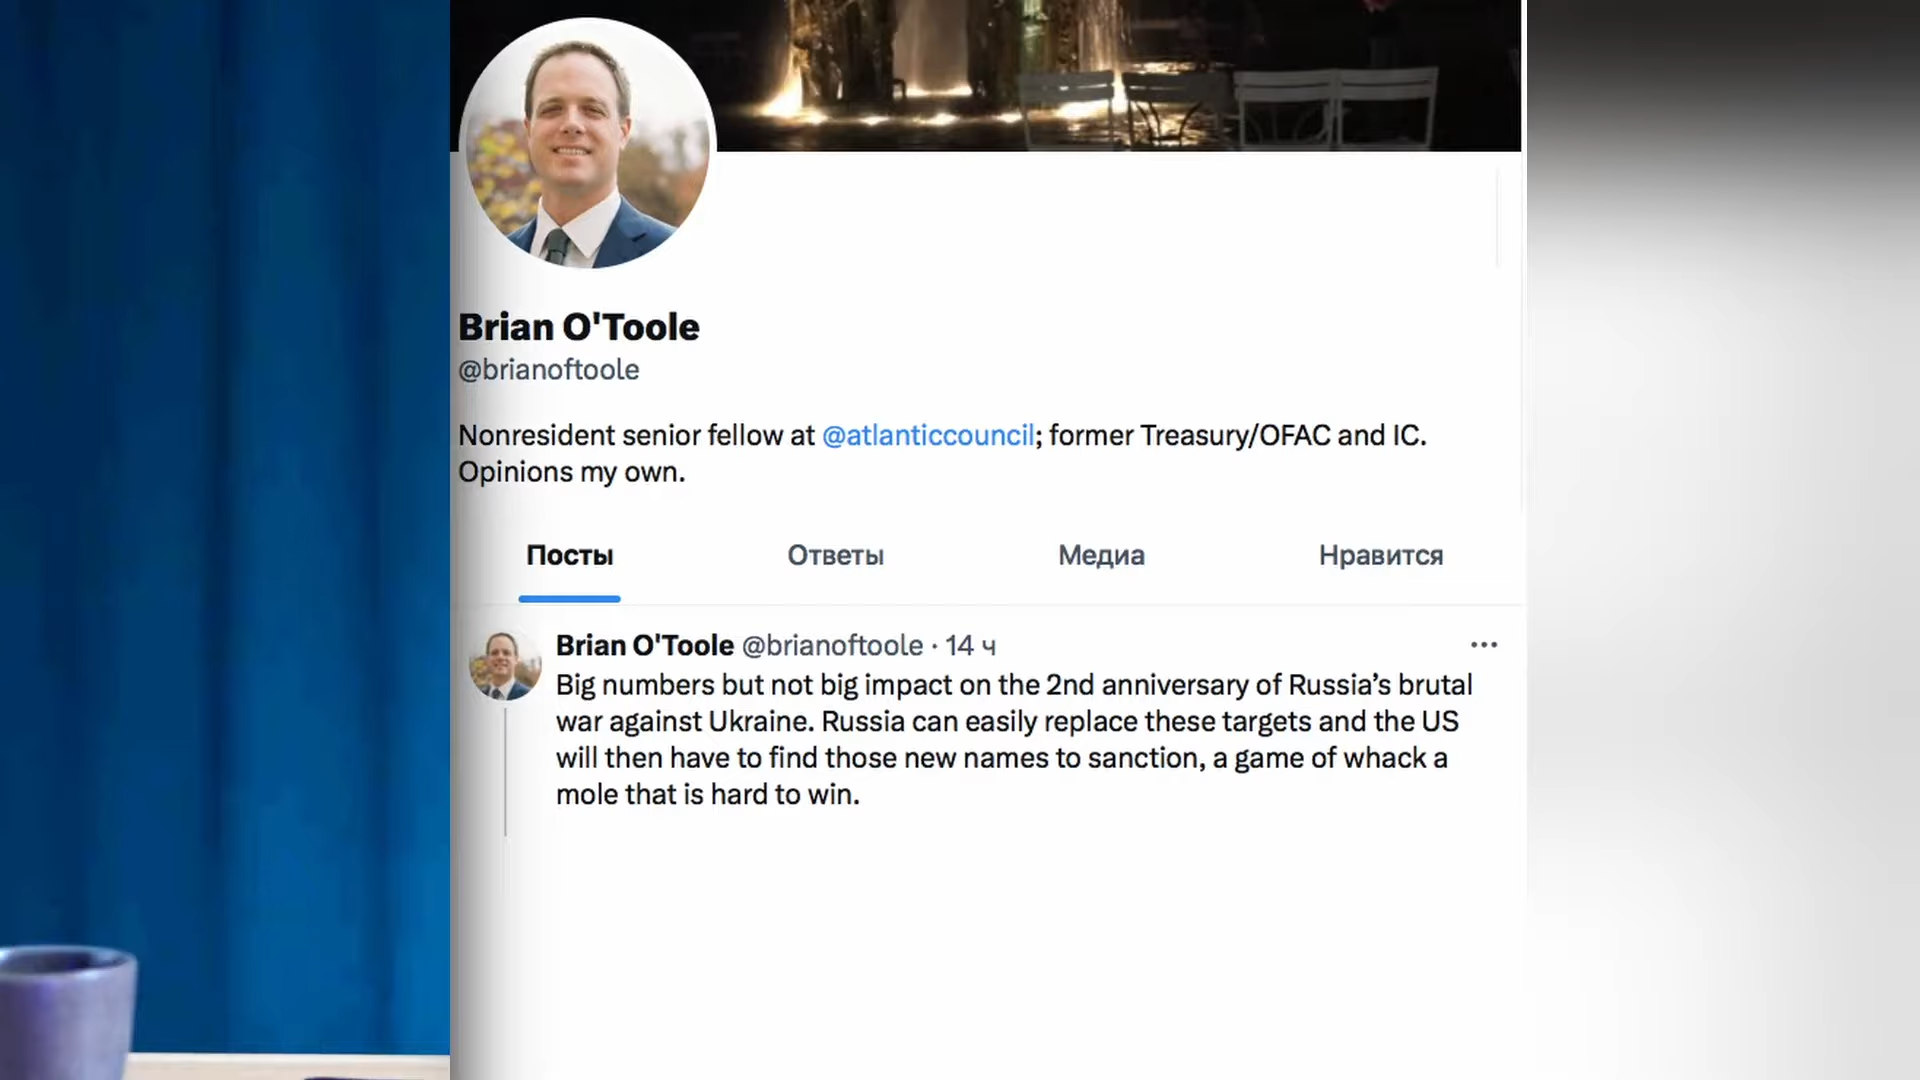 Brian O'Toole
@brianoftoole
Nonresident senior fellow at @atlanticcouncil; former Treasury/OFAC and IC.
Opinions my own.
Посты Ответы Медиа Нравится
Brian O'Toole @brianoftoole · 14 ч
Big numbers but not big impact on the 2nd anniversary of Russia’s brutal
war against Ukraine. Russia can easily replace these targets and the US
will then have to find those new names to sanction, a game of whack a
mole that is hard to win.